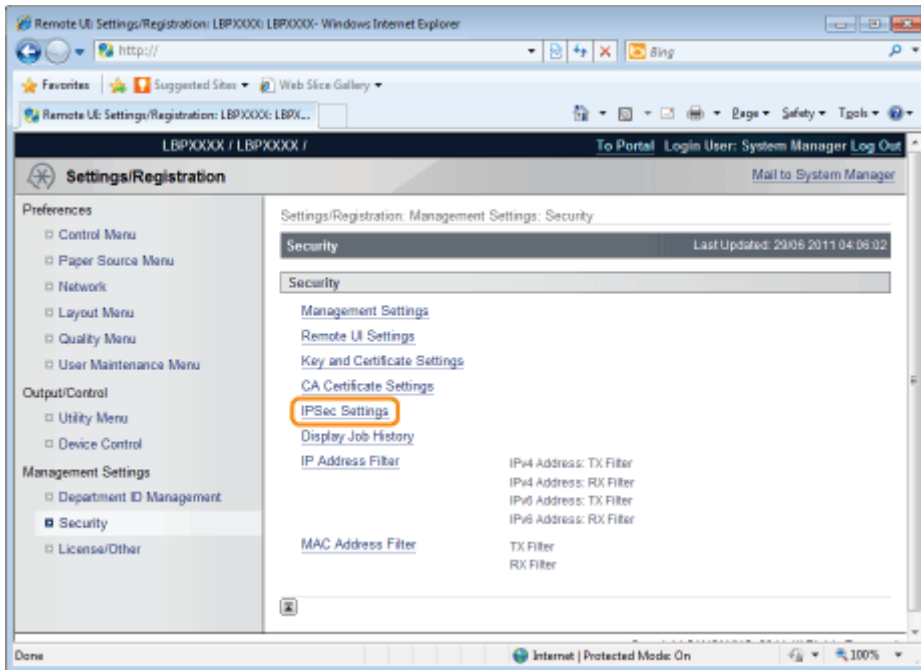 Remote UI: Settings/Registration: LBPXXXX: LBPXXXX- Windows Internet Explorer
http://
Bing
Favorites Suggested Sites Web Slice Gallery
Remote UI: Settings/Registration: LBPXXXX: LBPX...
Page Safety Tools
LBPXXXX / LBPXXXX /
To Portal Login User: System Manager Log Out
Settings/Registration
Mail to System Manager
Preferences
Control Menu
Paper Source Menu
Network
Layout Menu
Quality Menu
User Maintenance Menu
Output/Control
Utility Menu
Device Control
Management Settings
Department ID Management
Security
License/Other
Settings/Registration: Management Settings: Security
Security
Last Updated: 29/06 2011 04:06:02
Security
Management Settings
Remote UI Settings
Key and Certificate Settings
CA Certificate Settings
IPSec Settings
Display Job History
IP Address Filter
IPv4 Address: TX Filter
IPv4 Address: RX Filter
IPv6 Address: TX Filter
IPv6 Address: RX Filter
MAC Address Filter
TX Filter
RX Filter
Done
Internet | Protected Mode: On
100%